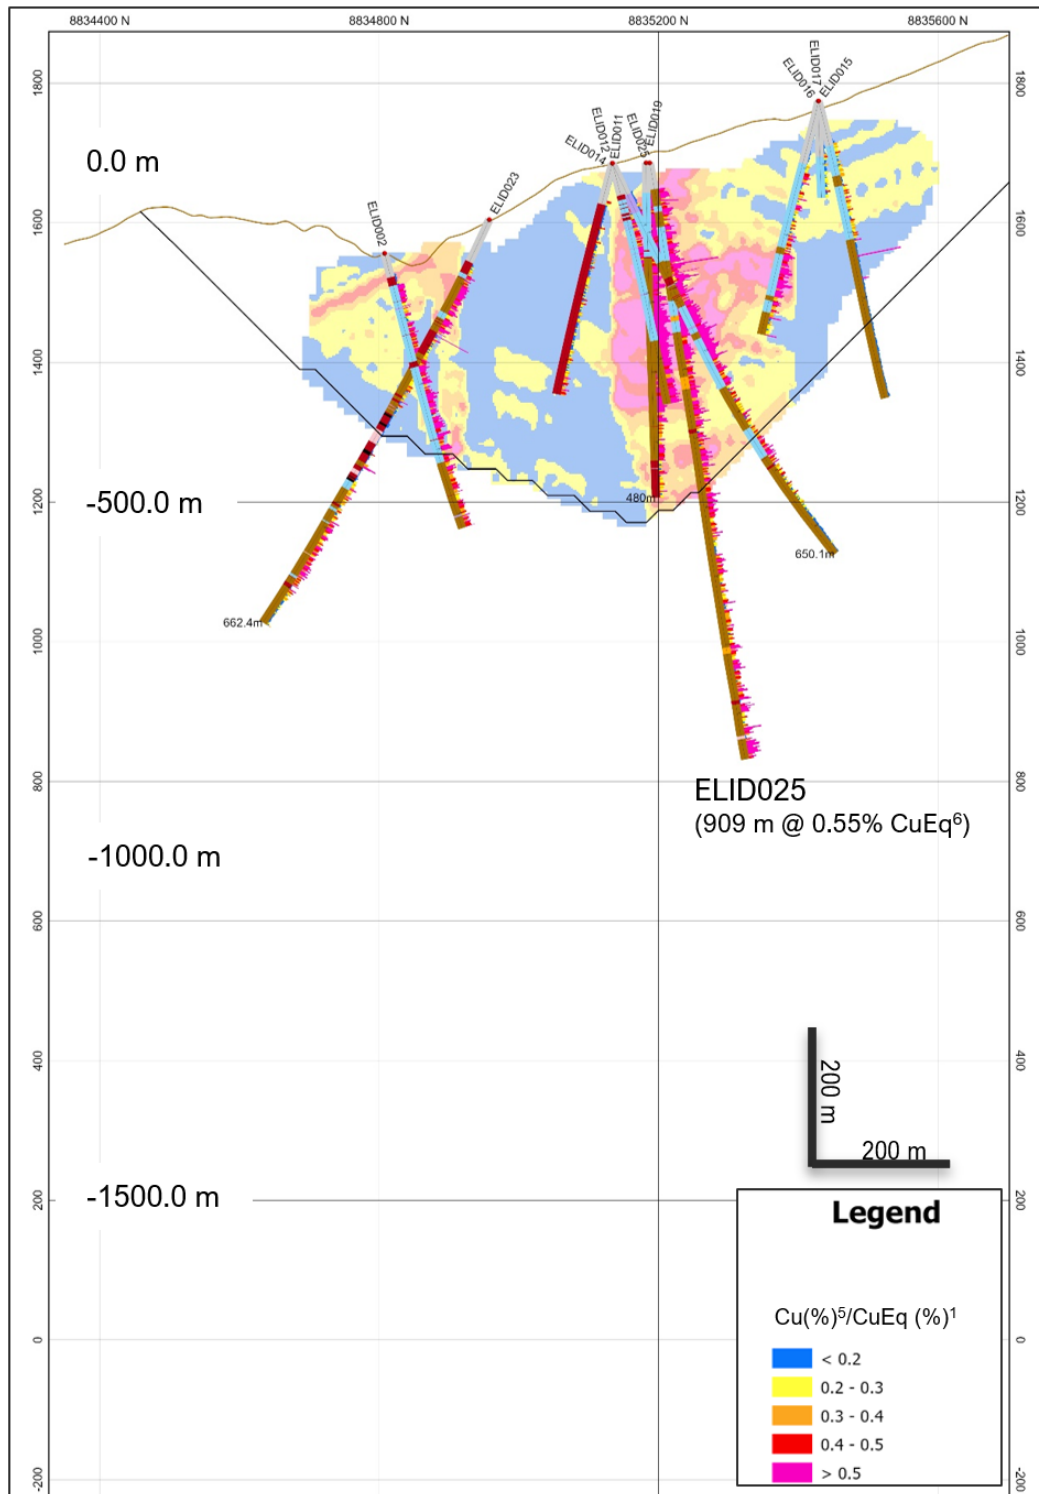 8834400 N
8834800 N
8835200 N
8835600 N
1800
1800
ELID016
ELID017
ELID015
0.0 m
ELID014
ELID012
ELID011
ELID025
ELID019
ELID023
ELID002
1600
1600
1400
1400
-500.0 m
1200
480m
1200
650.1m
662.4m
1000
1000
800
ELID025
800
(909 m @ 0.55% CuEq⁶)
-1000.0 m
600
600
400
400
200 m
200 m
-1500.0 m
200
200
Legend
Cu(%)⁵/CuEq (%)¹
0
0
< 0.2
0.2 - 0.3
0.3 - 0.4
0.4 - 0.5
> 0.5
-200
-200